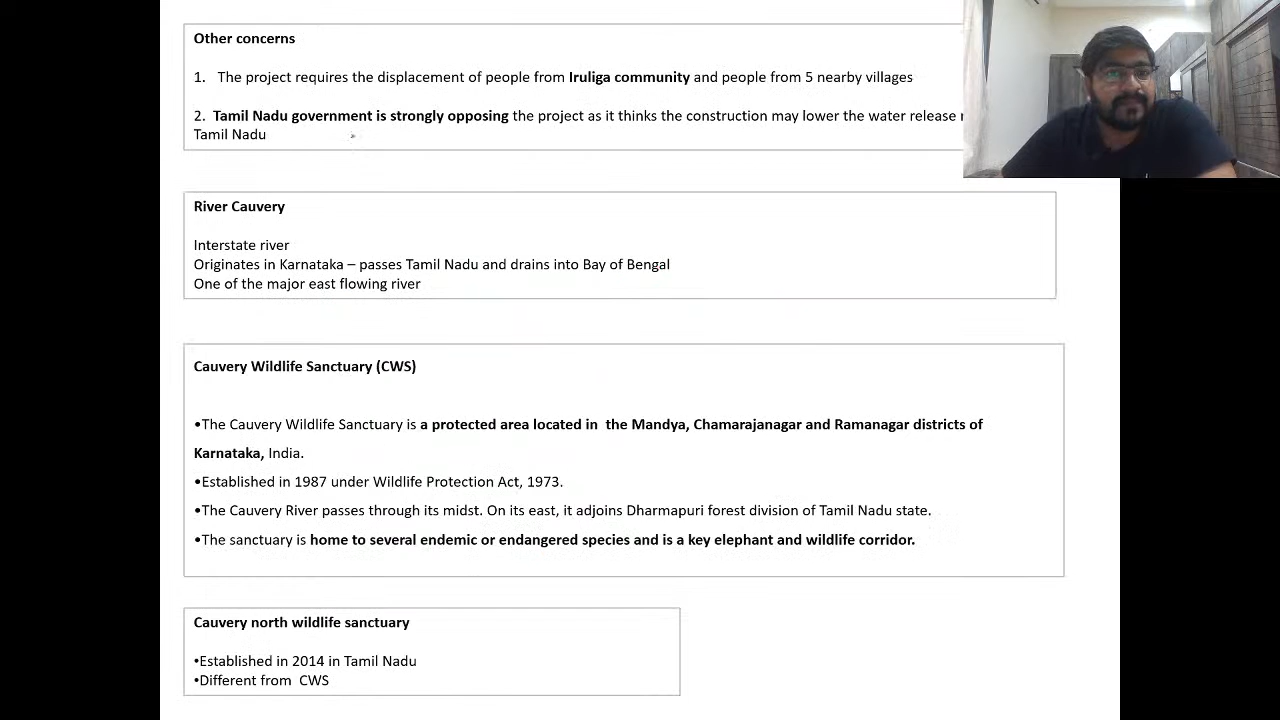 Other concerns
1. The project requires the displacement of people from Iruliga community and people from 5 nearby villages
2. Tamil Nadu government is strongly opposing the project as it thinks the construction may lower the water release
Tamil Nadu
River Cauvery
Interstate river
Originates in Karnataka – passes Tamil Nadu and drains into Bay of Bengal
One of the major east flowing river
Cauvery Wildlife Sanctuary (CWS)
•The Cauvery Wildlife Sanctuary is a protected area located in the Mandya, Chamarajanagar and Ramanagar districts of
Karnataka, India.
•Established in 1987 under Wildlife Protection Act, 1973.
•The Cauvery River passes through its midst. On its east, it adjoins Dharmapuri forest division of Tamil Nadu state.
•The sanctuary is home to several endemic or endangered species and is a key elephant and wildlife corridor.
Cauvery north wildlife sanctuary
•Established in 2014 in Tamil Nadu
•Different from CWS